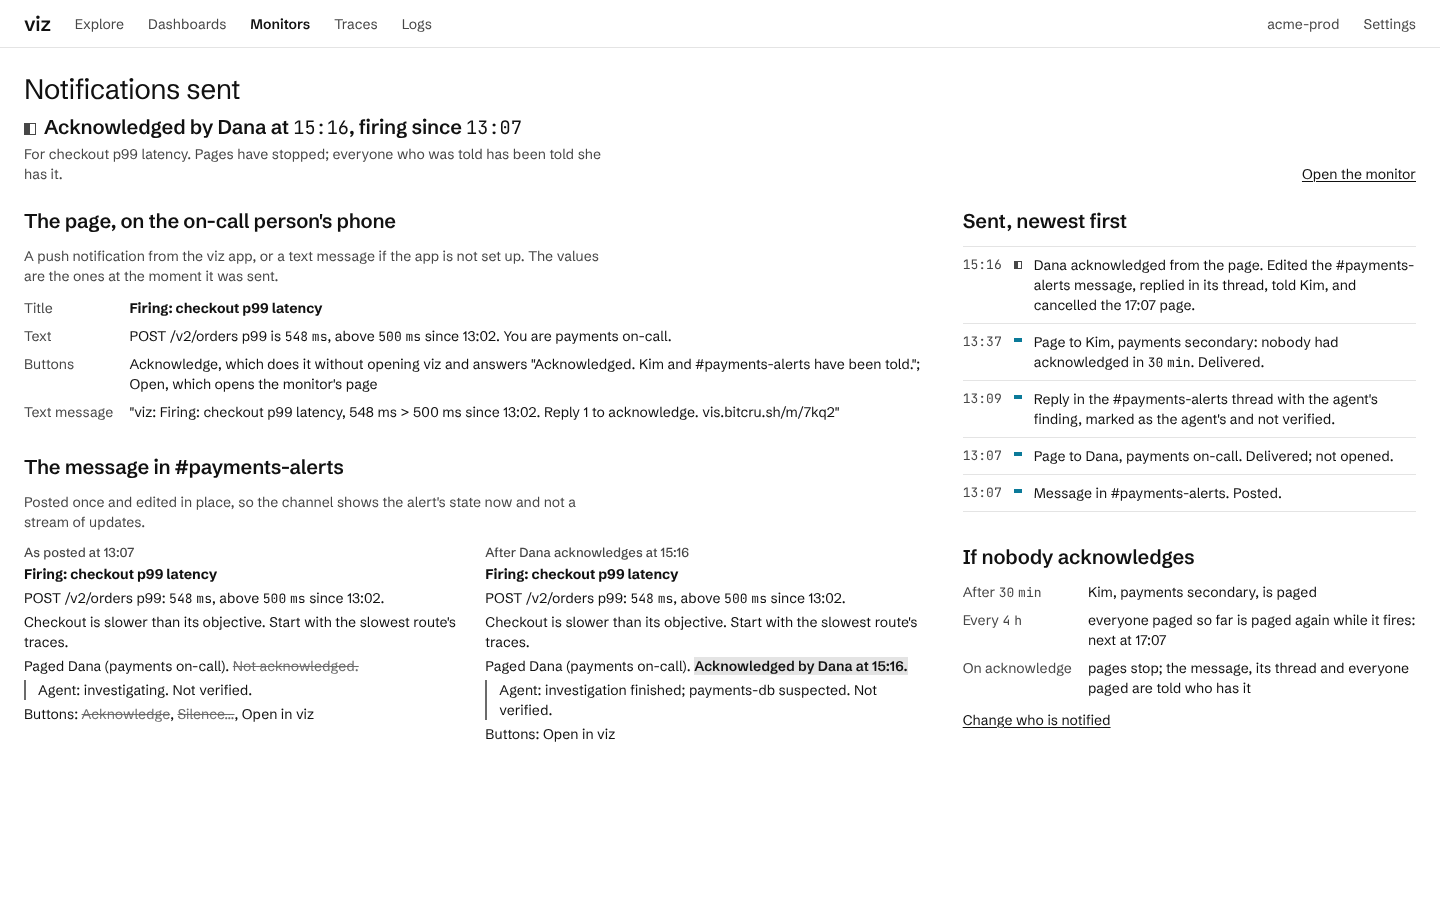 viz Explore Dashboards Monitors Traces Logs acme-prod Settings
Notifications sent
Acknowledged by Dana at 15:16, firing since 13:07
For checkout p99 latency. Pages have stopped; everyone who was told has been told she
has it.
Open the monitor
The page, on the on-call person's phone
A push notification from the viz app, or a text message if the app is not set up. The values
are the ones at the moment it was sent.
Title Firing: checkout p99 latency
Text POST /v2/orders p99 is 548 ms, above 500 ms since 13:02. You are payments on-call.
Buttons Acknowledge, which does it without opening viz and answers "Acknowledged. Kim and #payments-alerts have been told.";
Open, which opens the monitor's page
Text message "viz: Firing: checkout p99 latency, 548 ms > 500 ms since 13:02. Reply 1 to acknowledge. vis.bitcru.sh/m/7kq2"
The message in #payments-alerts
Posted once and edited in place, so the channel shows the alert's state now and not a
stream of updates.
As posted at 13:07
Firing: checkout p99 latency
POST /v2/orders p99: 548 ms, above 500 ms since 13:02.
Checkout is slower than its objective. Start with the slowest route's
traces.
Paged Dana (payments on-call). Not acknowledged.
Agent: investigating. Not verified.
Buttons: Acknowledge, Silence..., Open in viz
After Dana acknowledges at 15:16
Firing: checkout p99 latency
POST /v2/orders p99: 548 ms, above 500 ms since 13:02.
Checkout is slower than its objective. Start with the slowest route's
traces.
Paged Dana (payments on-call). Acknowledged by Dana at 15:16.
Agent: investigation finished; payments-db suspected. Not
verified.
Buttons: Open in viz
Sent, newest first
15:16 Dana acknowledged from the page. Edited the #payments-
alerts message, replied in its thread, told Kim, and
cancelled the 17:07 page.
13:37 Page to Kim, payments secondary: nobody had
acknowledged in 30 min. Delivered.
13:09 Reply in the #payments-alerts thread with the agent's
finding, marked as the agent's and not verified.
13:07 Page to Dana, payments on-call. Delivered; not opened.
13:07 Message in #payments-alerts. Posted.
If nobody acknowledges
After 30 min Kim, payments secondary, is paged
Every 4 h everyone paged so far is paged again while it fires:
next at 17:07
On acknowledge pages stop; the message, its thread and everyone
paged are told who has it
Change who is notified